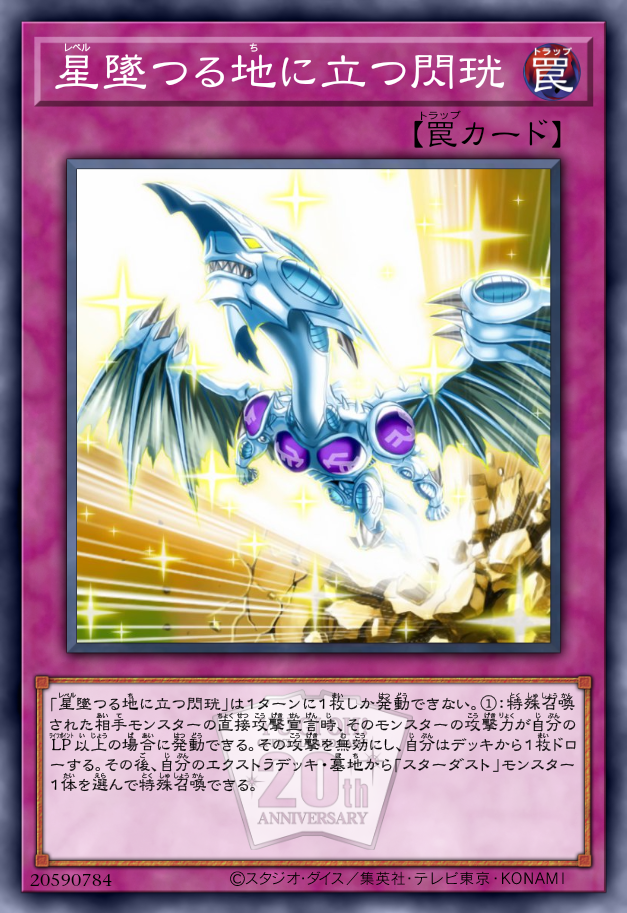 星墜つる地に立つ閃珖 罠
【罠カード】
「星墜つる地に立つ閃珖」は1ターンに1枚しか発動できない。①:特殊召喚
された相手モンスターの直接攻撃宣言時、そのモンスターの攻撃力が自分の
LP以上の場合に発動できる。その攻撃を無効にし、自分はデッキから1枚ドロ
ーする。その後、自分のエクストラデッキ・墓地から「スターダスト」モンスター
1体を選んで特殊召喚できる。
20th
ANNIVERSARY
20590784 ©スタジオ・ダイス/集英社・テレビ東京・KONAMI